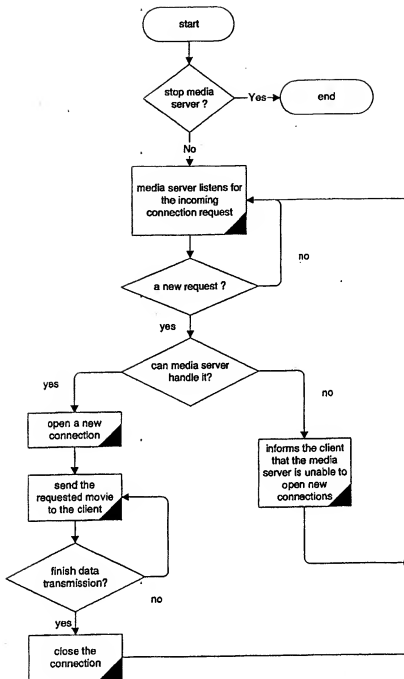 start
stop media
server ?
Yes
end
No
media server listens for
the incoming
connection request
no
a new request ?
yes
can media server
handle it?
yes
no
open a new
connection
informs the client
that the media
server is unable to
open new
connections
send the
requested movie
to the client
finish data
transmission?
no
yes
close the
connection